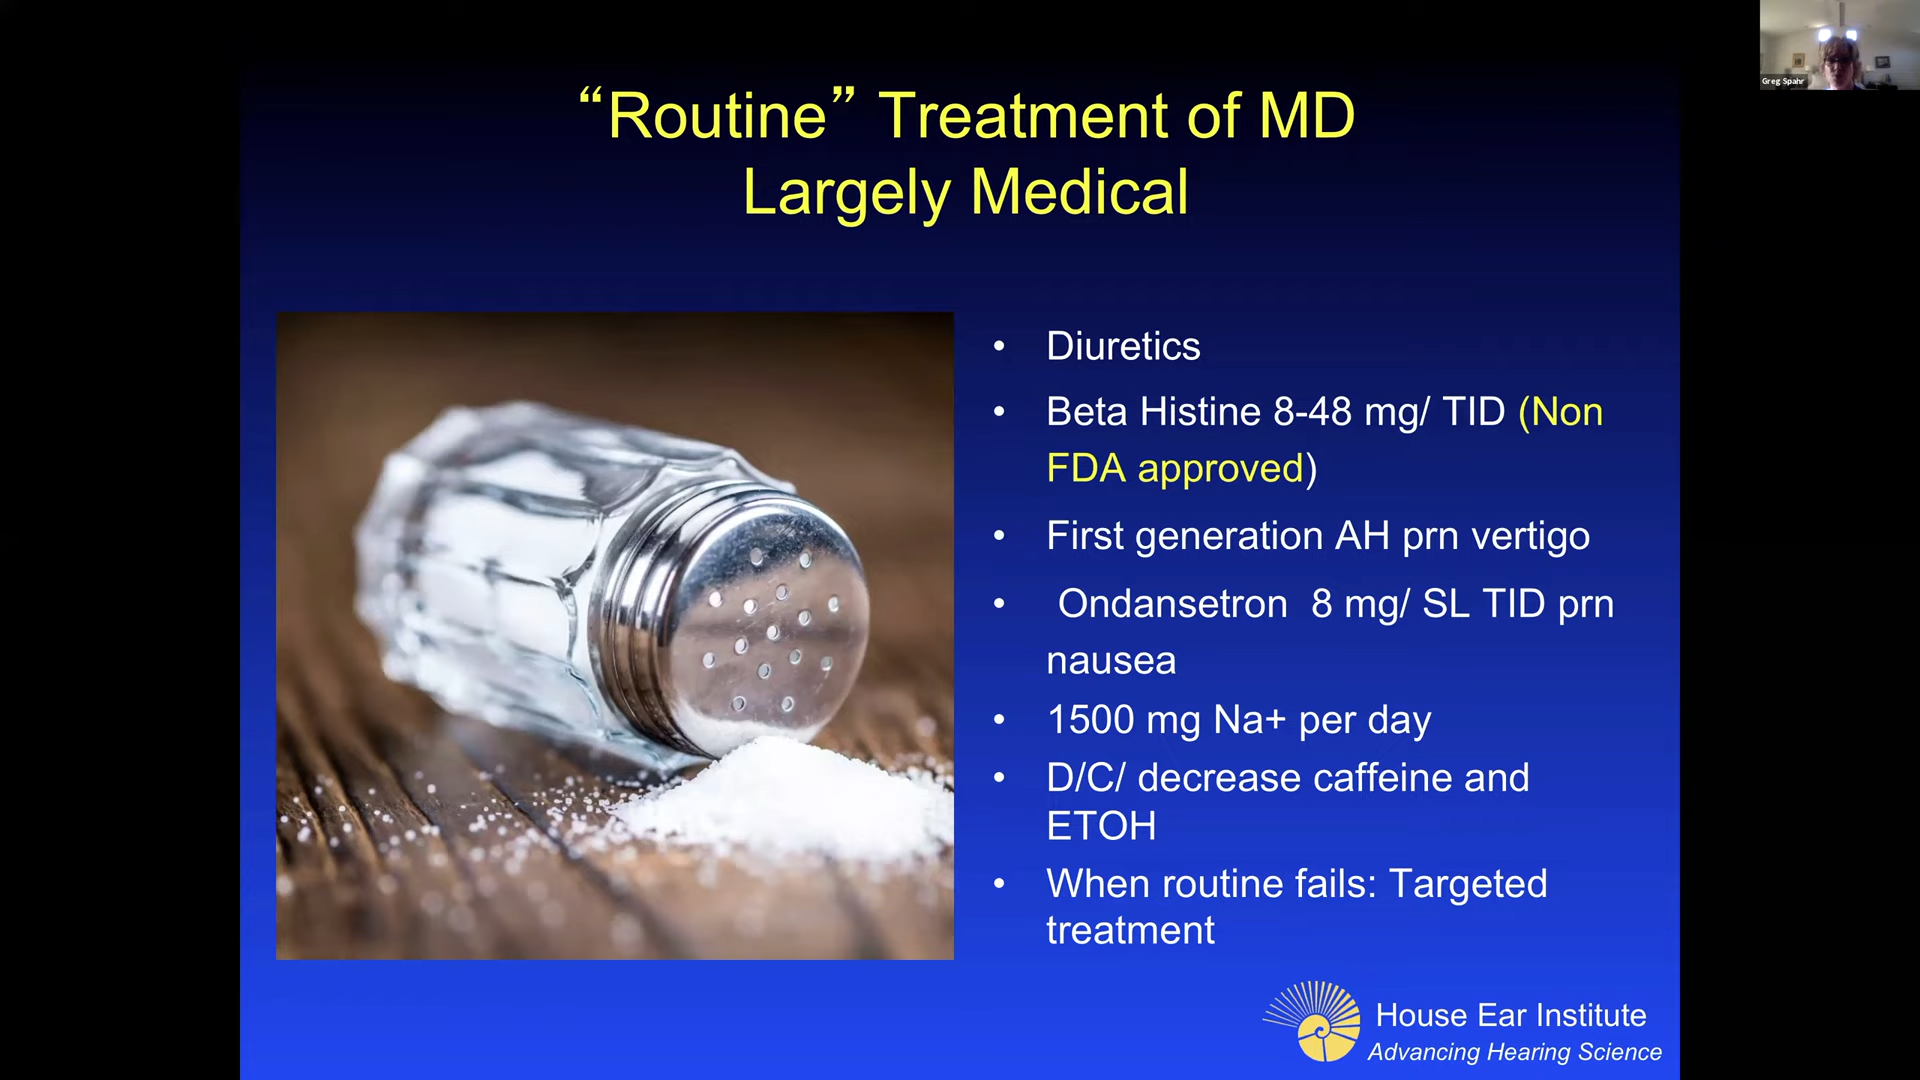 “Routine” Treatment of MD
Largely Medical
Greg Spahr
• Diuretics
• Beta Histine 8-48 mg/ TID (Non
FDA approved)
• First generation AH prn vertigo
• Ondansetron 8 mg/ SL TID prn
nausea
• 1500 mg Na+ per day
• D/C/ decrease caffeine and
ETOH
• When routine fails: Targeted
treatment
House Ear Institute
Advancing Hearing Science